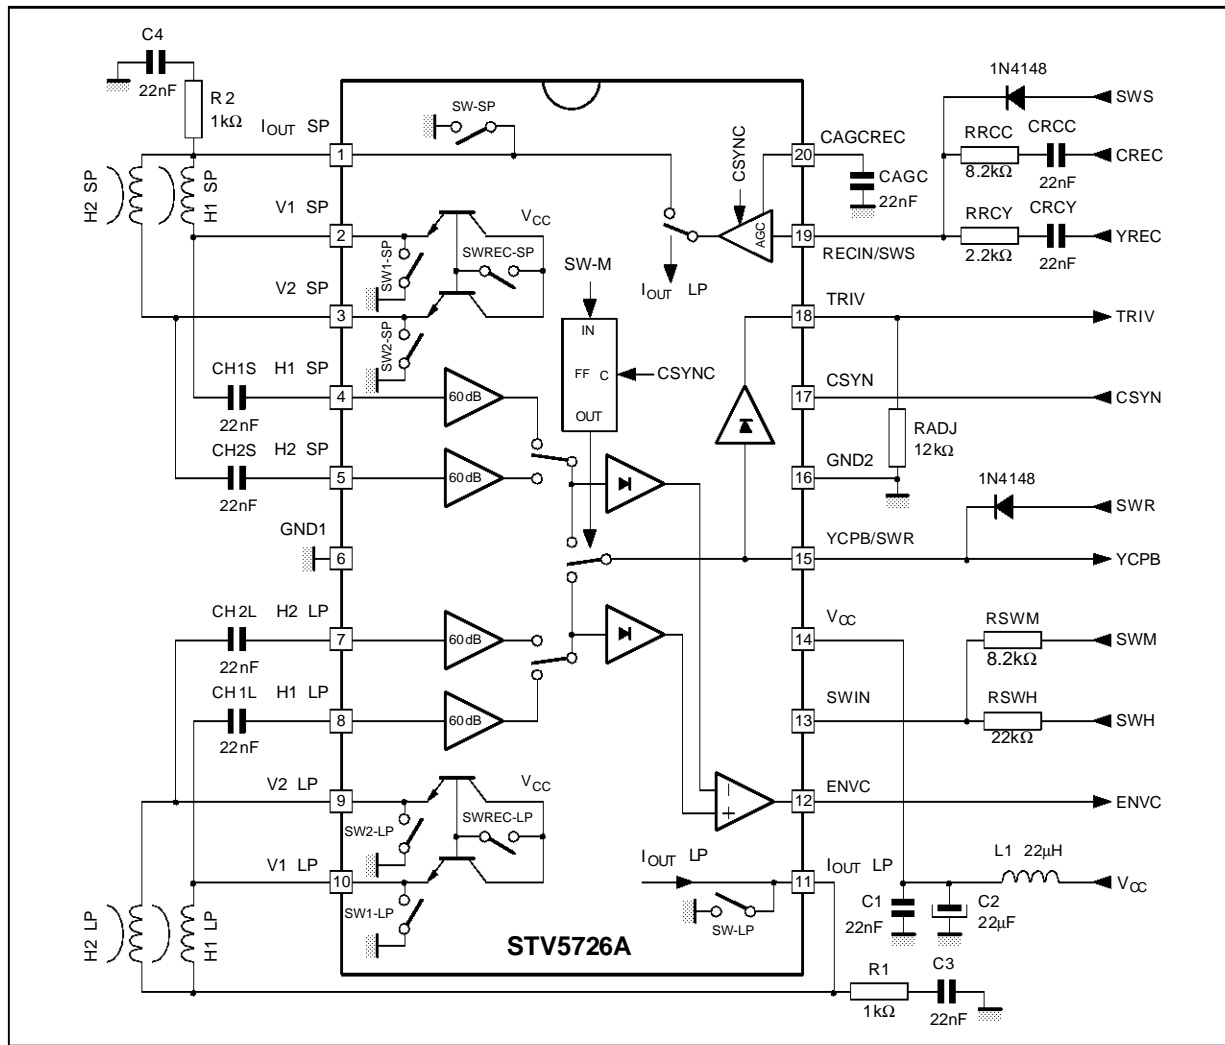 C4
22nF
R2
1kΩ
IOUT SP
SW-SP
1
H2 SP
H1 SP
V1 SP
2
VCC
SW1-SP
SWREC-SP
V2 SP
3
SW2-SP
CH1S
H1 SP
22nF
4
60dB
CH2S
H2 SP
22nF
5
60dB
GND1
6
CH2L
H2 LP
22nF
7
60dB
CH1L
H1 LP
22nF
8
60dB
V2 LP
9
VCC
SW2-LP
SWREC-LP
V1 LP
10
SW1-LP
H2 LP
H1 LP
SW-M
IN
FF
C
OUT
CSYNC
CSYNC
AGC
IOUT LP
IOUT LP
SW-LP
−
+
STV5726A
20
CAGCREC
CAGC
22nF
19
RECIN/SWS
1N4148
SWS
RRCC
8.2kΩ
CRCC
22nF
CREC
RRCY
2.2kΩ
CRCY
22nF
YREC
18
TRIV
TRIV
17
CSYN
CSYN
RADJ
12kΩ
16
GND2
1N4148
SWR
15
YCPB/SWR
YCPB
14
VCC
RSWM
8.2kΩ
SWM
13
SWIN
RSWH
22kΩ
SWH
12
ENVC
ENVC
11
IOUT LP
L1 22μH
VCC
C1
22nF
C2
22μF
R1
1kΩ
C3
22nF